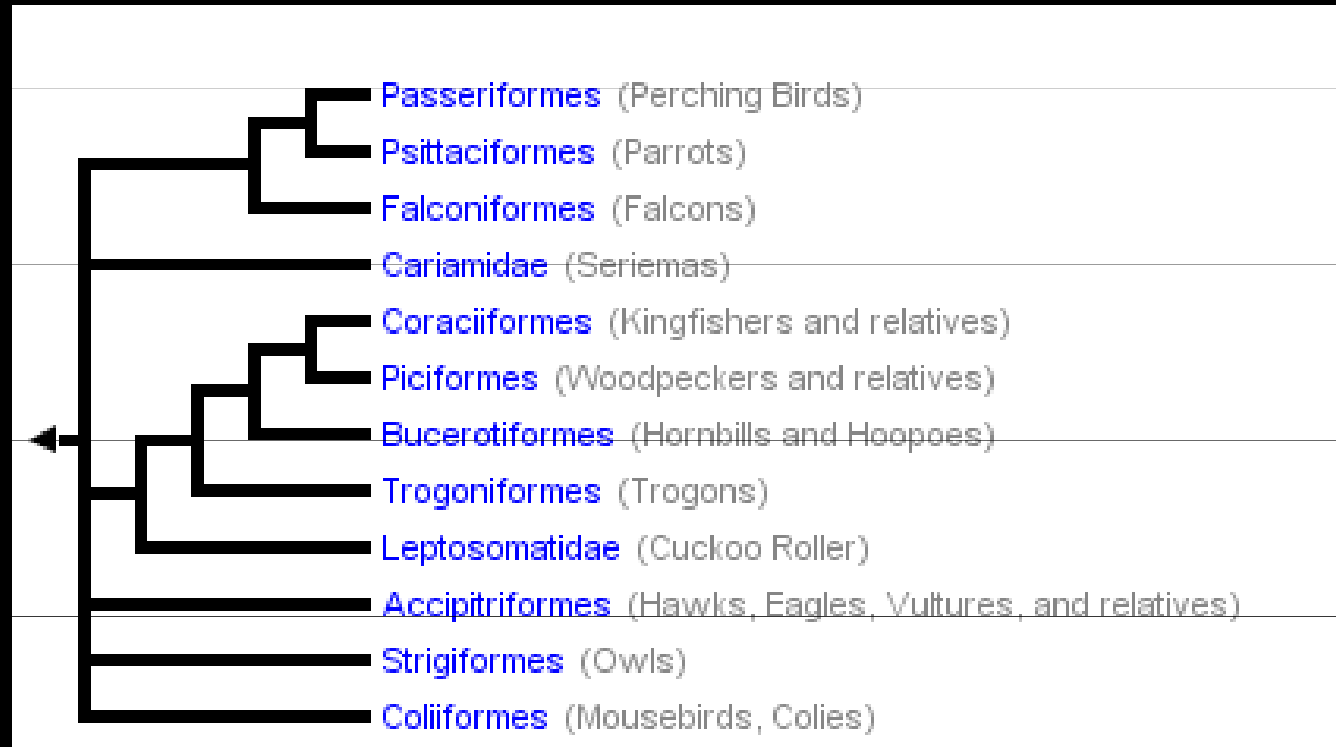 Passeriformes (Perching Birds)
Psittaciformes (Parrots)
Falconiformes (Falcons)
Cariamidae (Seriemas)
Coraciiformes (Kingfishers and relatives)
Piciformes (Woodpeckers and relatives)
Bucerotiformes (Hornbills and Hoopoes)
Trogoniformes (Trogons)
Leptosomatidae (Cuckoo Roller)
Accipitriformes (Hawks, Eagles, Vultures, and relatives)
Strigiformes (Owls)
Coliiformes (Mousebirds, Colies)